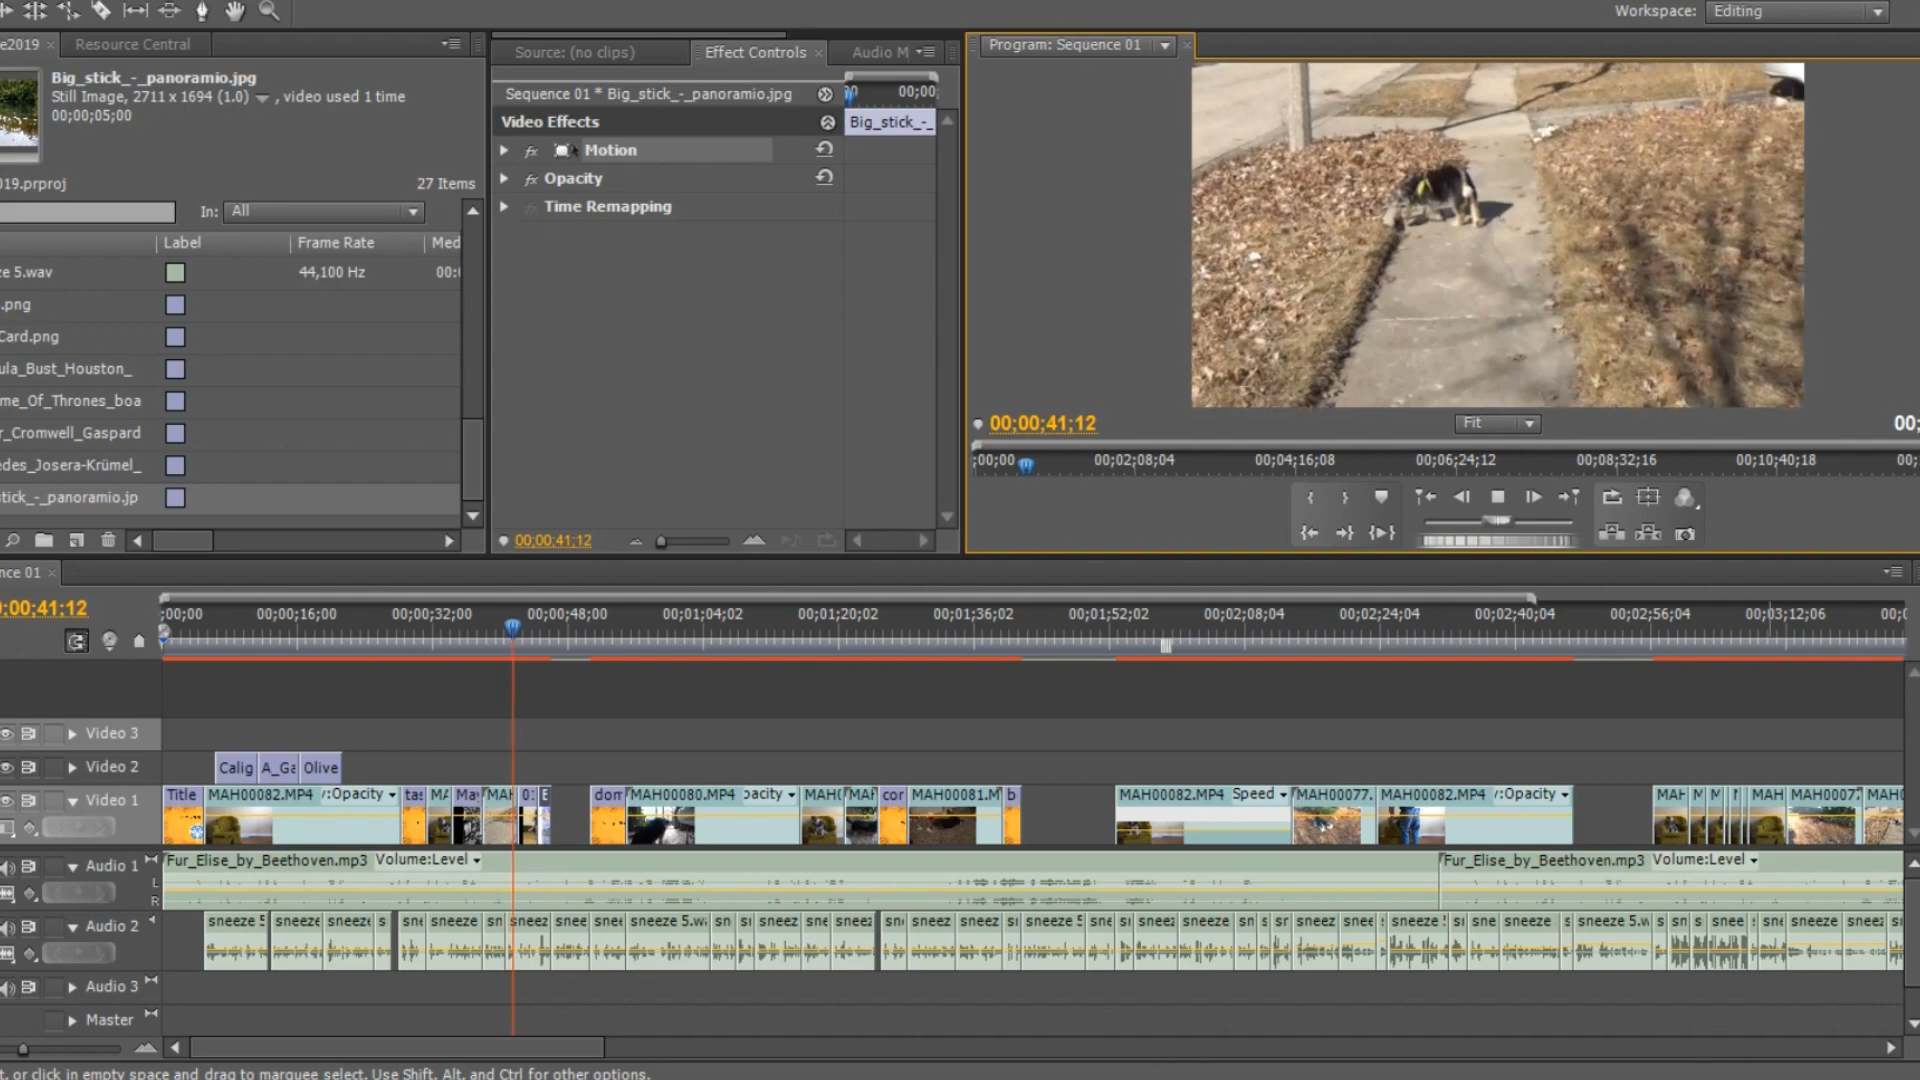 Workspace: Editing
e2019 × Resource Central
Source: (no clips) Effect Controls × Audio M
Program: Sequence 01 ×
Big_stick_-_panoramio.jpg
Still Image, 2711 x 1694 (1.0) , video used 1 time
00;00;05;00
Sequence 01 * Big_stick_-_panoramio.jpg
00;00;
Video Effects
Big_stick_-_
fx Motion
fx Opacity
fx Time Remapping
19.prproj 27 Items
In: All
Label Frame Rate Med
e 5.wav 44,100 Hz 00:
.png
Card.png
ula_Bust_Houston_
me_Of_Thrones_boa
r_Cromwell_Gaspard
edes_Josera-Krümel_
tick_-_panoramio.jp
00;00;41;12
00;00;41;12 Fit 00;
;00;00 00;02;08;04 00;04;16;08 00;06;24;12 00;08;32;16 00;10;40;18 00;
nce 01 ×
;00;41;12
;00;00 00;00;16;00 00;00;32;00 00;00;48;00 00;01;04;02 00;01;20;02 00;01;36;02 00;01;52;02 00;02;08;04 00;02;24;04 00;02;40;04 00;02;56;04 00;03;12;06 00;
Video 3
Video 2 Calig A_Ga Olive
Video 1 Title MAH00082.MP4 y:Opacity tas MA May MAH 01 E dom MAH00080.MP4 pacity MAH( MAH cor MAH00081.M b MAH00082.MP4 Speed MAH00077. MAH00082.MP4 y:Opacity MAH M M MAH MAH0007 MAH0
Audio 1 Fur_Elise_by_Beethoven.mp3 Volume:Level Fur_Elise_by_Beethoven.mp3 Volume:Level
L
R
Audio 2 sneeze 5 sneeze sneeze s sne sneeze sn sneez snee sneeze sneeze 5.w sn s sneez sne sneez sn sneez s sneeze 5 sne s sneez sneeze s s sneez snee sneeze s sne sneeze s sneeze 5.w s sn s snee s sne sneeze sneez s
Audio 3
Master
t, or click in empty space and drag to marquee select. Use Shift, Alt, and Ctrl for other options.